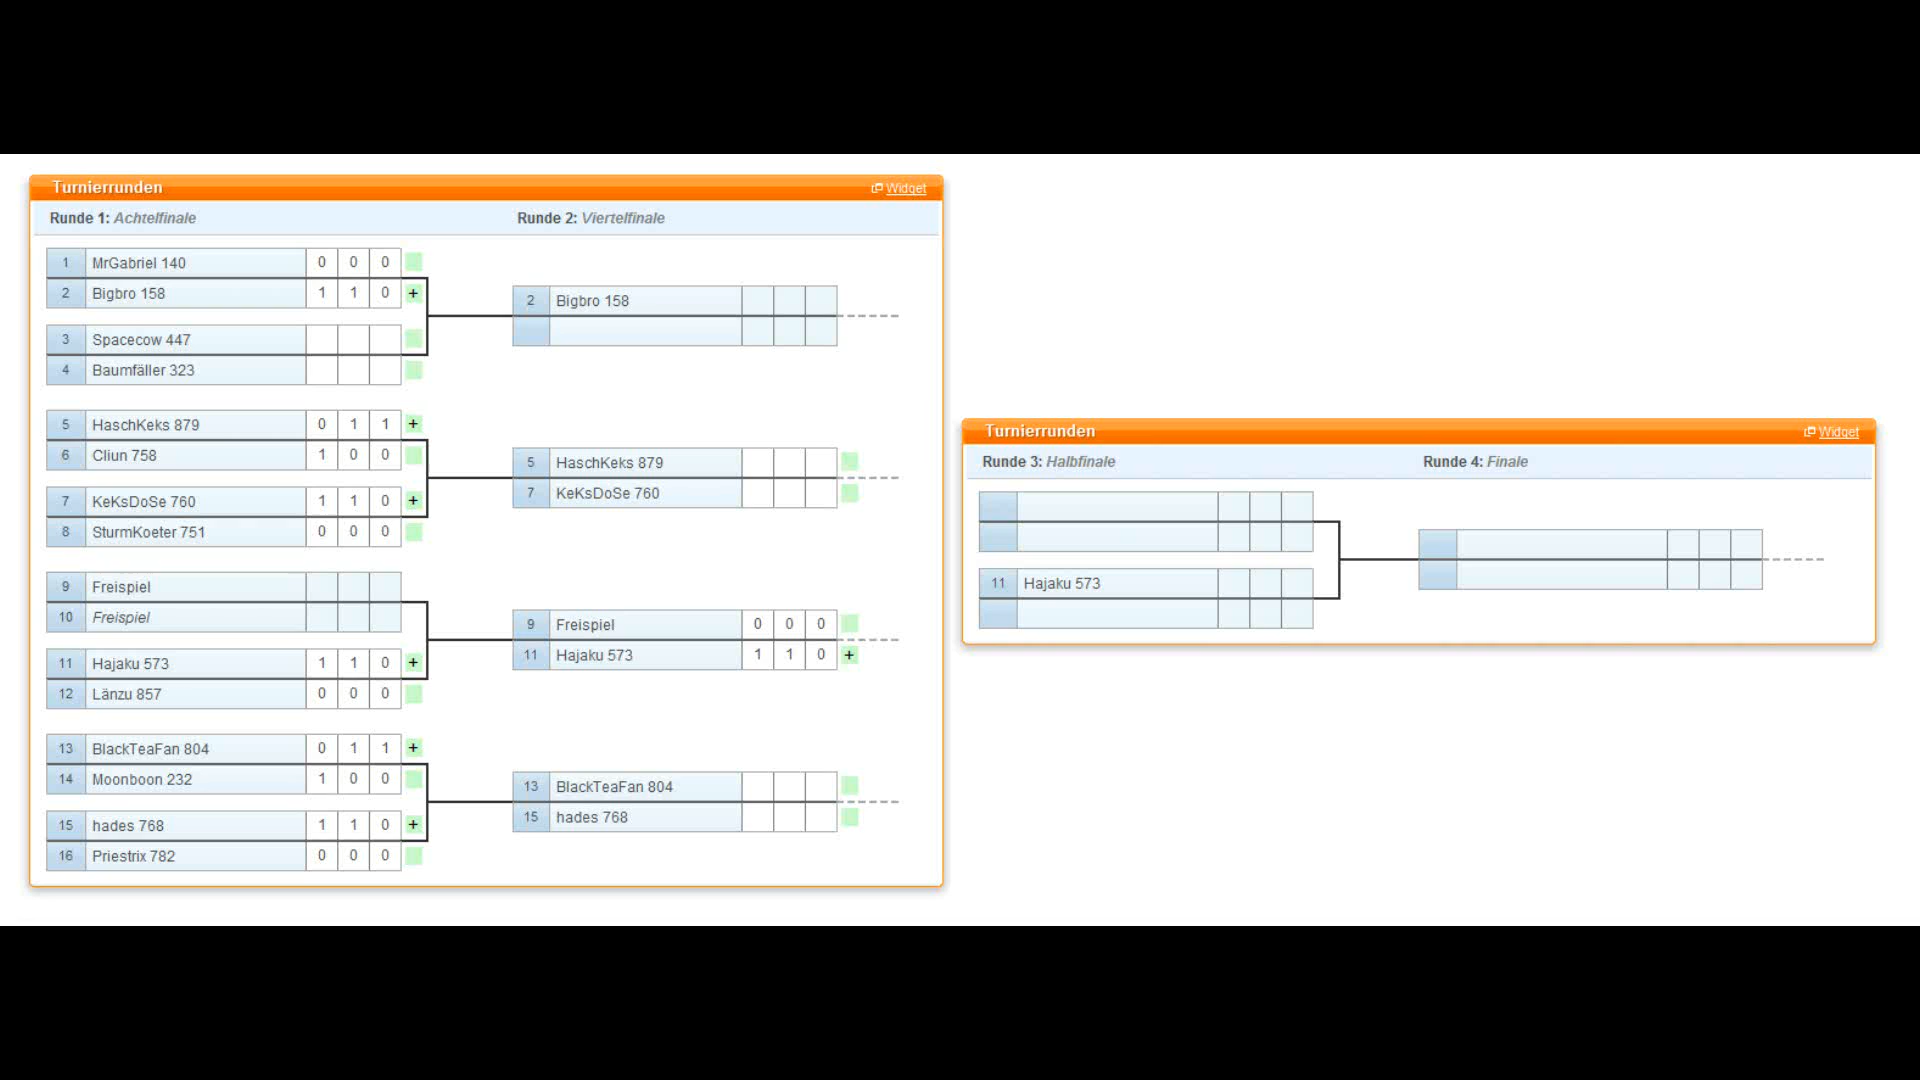 Turnierrunden Widget
Runde 1: Achtelfinale Runde 2: Viertelfinale
1 MrGabriel 140 0 0 0
2 Bigbro 158 1 1 0 +
3 Spacecow 447
4 Baumfäller 323
2 Bigbro 158
5 HaschKeks 879 0 1 1 +
6 Cliun 758 1 0 0
7 KeKsDoSe 760 1 1 0 +
8 SturmKoeter 751 0 0 0
5 HaschKeks 879
7 KeKsDoSe 760
9 Freispiel
10 Freispiel
11 Hajaku 573 1 1 0 +
12 Länzu 857 0 0 0
9 Freispiel 0 0 0
11 Hajaku 573 1 1 0 +
13 BlackTeaFan 804 0 1 1 +
14 Moonboon 232 1 0 0
15 hades 768 1 1 0 +
16 Priestrix 782 0 0 0
13 BlackTeaFan 804
15 hades 768
Turnierrunden Widget
Runde 3: Halbfinale Runde 4: Finale
11 Hajaku 573